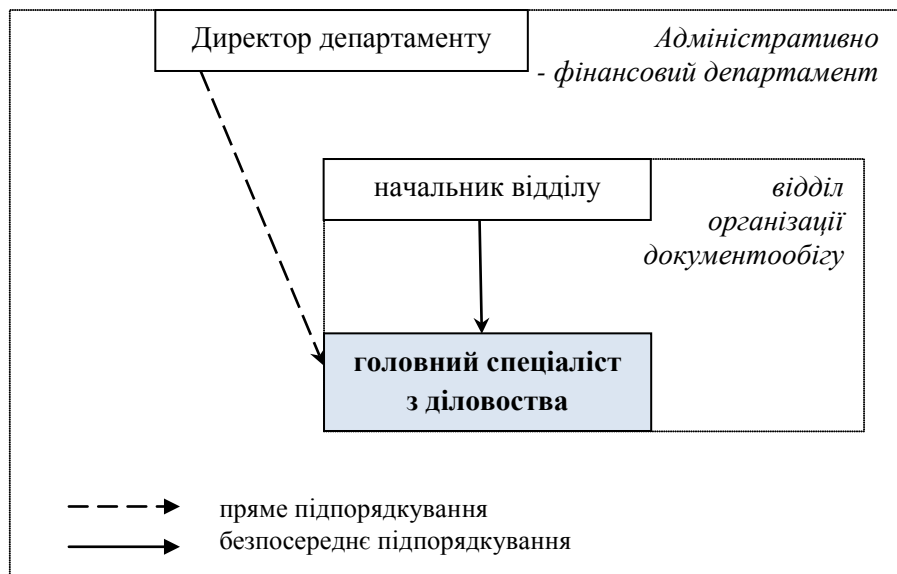 Директор департаменту
Адміністративно
- фінансовий департамент
начальник відділу
відділ
організації
документообігу
головний спеціаліст
з діловоства
пряме підпорядкування
безпосереднє підпорядкування